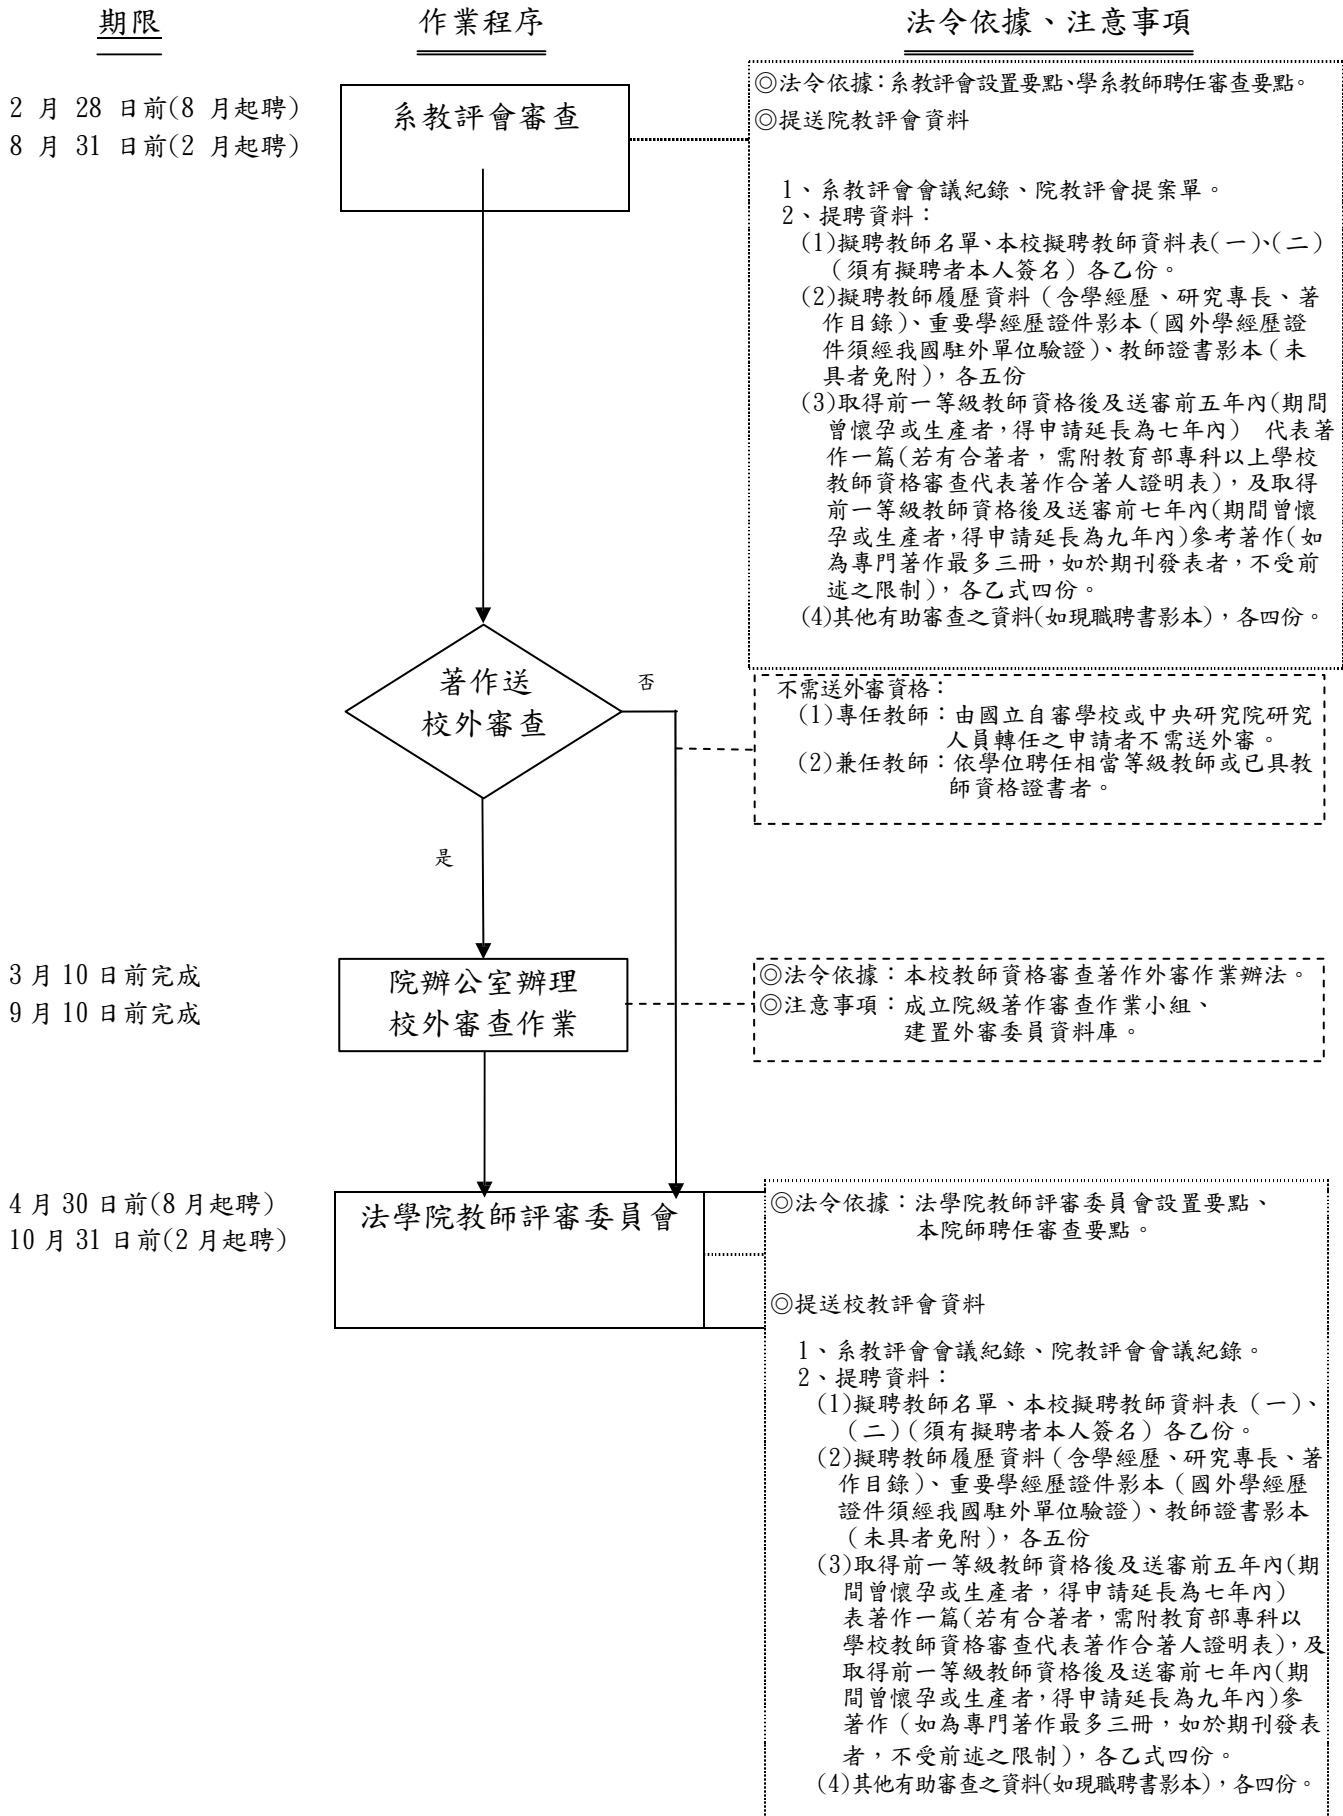 期限
作業程序
法令依據、注意事項
2 月 28 日前(8 月起聘)
8 月 31 日前(2 月起聘)
系教評會審查
◎法令依據：系教評會設置要點、學系教師聘任審查要點。
◎提送院教評會資料
1、系教評會會議紀錄、院教評會提案單。
2、提聘資料：
(1)擬聘教師名單、本校擬聘教師資料表(一)、(二)
（須有擬聘者本人簽名）各乙份。
(2)擬聘教師履歷資料（含學經歷、研究專長、著
作目錄）、重要學經歷證件影本（國外學經歷證
件須經我國駐外單位驗證）、教師證書影本（未
具者免附），各五份
(3)取得前一等級教師資格後及送審前五年內(期間
曾懷孕或生產者，得申請延長為七年內) 代表著
作一篇(若有合著者，需附教育部專科以上學校
教師資格審查代表著作合著人證明表)，及取得
前一等級教師資格後及送審前七年內(期間曾懷
孕或生產者，得申請延長為九年內)參考著作(如
為專門著作最多三冊，如於期刊發表者，不受前
述之限制)，各乙式四份。
(4)其他有助審查之資料(如現職聘書影本)，各四份。
著作送
校外審查
否
是
不需送外審資格：
(1)專任教師：由國立自審學校或中央研究院研究
人員轉任之申請者不需送外審。
(2)兼任教師：依學位聘任相當等級教師或已具教
師資格證書者。
3 月 10 日前完成
9 月 10 日前完成
院辦公室辦理
校外審查作業
◎法令依據：本校教師資格審查著作外審作業辦法。
◎注意事項：成立院級著作審查作業小組、
建置外審委員資料庫。
4 月 30 日前(8 月起聘)
10 月 31 日前(2 月起聘)
法學院教師評審委員會
◎法令依據：法學院教師評審委員會設置要點、
本院師聘任審查要點。
◎提送校教評會資料
1、系教評會會議紀錄、院教評會會議紀錄。
2、提聘資料：
(1)擬聘教師名單、本校擬聘教師資料表（一）、
（二）（須有擬聘者本人簽名）各乙份。
(2)擬聘教師履歷資料（含學經歷、研究專長、著
作目錄）、重要學經歷證件影本（國外學經歷
證件須經我國駐外單位驗證）、教師證書影本
（未具者免附），各五份
(3)取得前一等級教師資格後及送審前五年內(期
間曾懷孕或生產者，得申請延長為七年內)
表著作一篇(若有合著者，需附教育部專科以
學校教師資格審查代表著作合著人證明表)，及
取得前一等級教師資格後及送審前七年內(期
間曾懷孕或生產者，得申請延長為九年內)參
著作（如為專門著作最多三冊，如於期刊發表
者，不受前述之限制），各乙式四份。
(4)其他有助審查之資料(如現職聘書影本)，各四份。